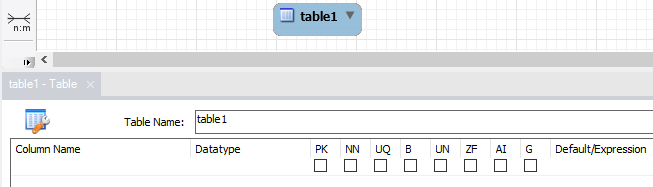 table1
n:m
table1 - Table
Table Name: table1
Column Name Datatype PK NN UQ B UN ZF AI G Default/Expression